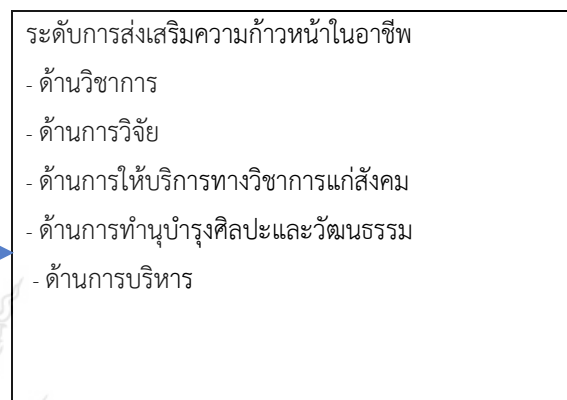 ระดับการส่งเสริมความก้าวหน้าในอาชีพ
- ด้านวิชาการ
- ด้านการวิจัย
- ด้านการให้บริการทางวิชาการแก่สังคม
- ด้านการทำนุบำรุงศิลปะและวัฒนธรรม
- ด้านการบริหาร